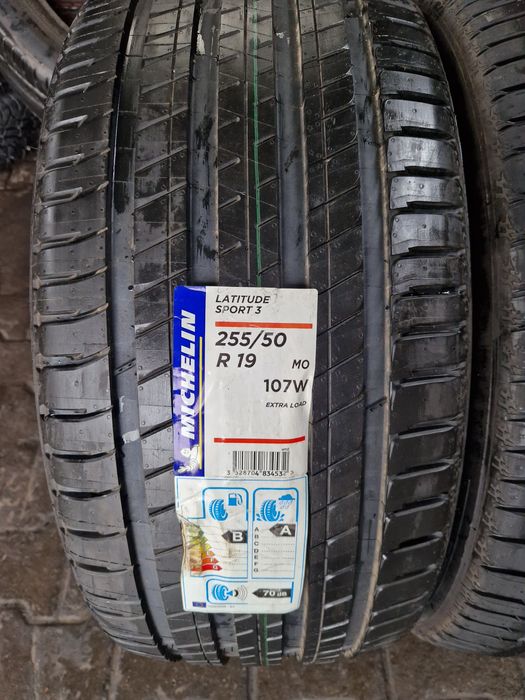 MICHELIN
LATITUDE
SPORT 3
255/50
R 19 MO
107W
EXTRA LOAD
B
A
A
B
C
D
E
F
G
70 dB